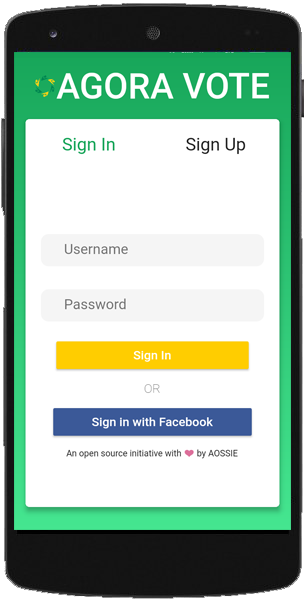 AGORA VOTE
Sign In Sign Up
Username
Password
Sign In
OR
Sign in with Facebook
An open source initiative with ❤ by AOSSIE